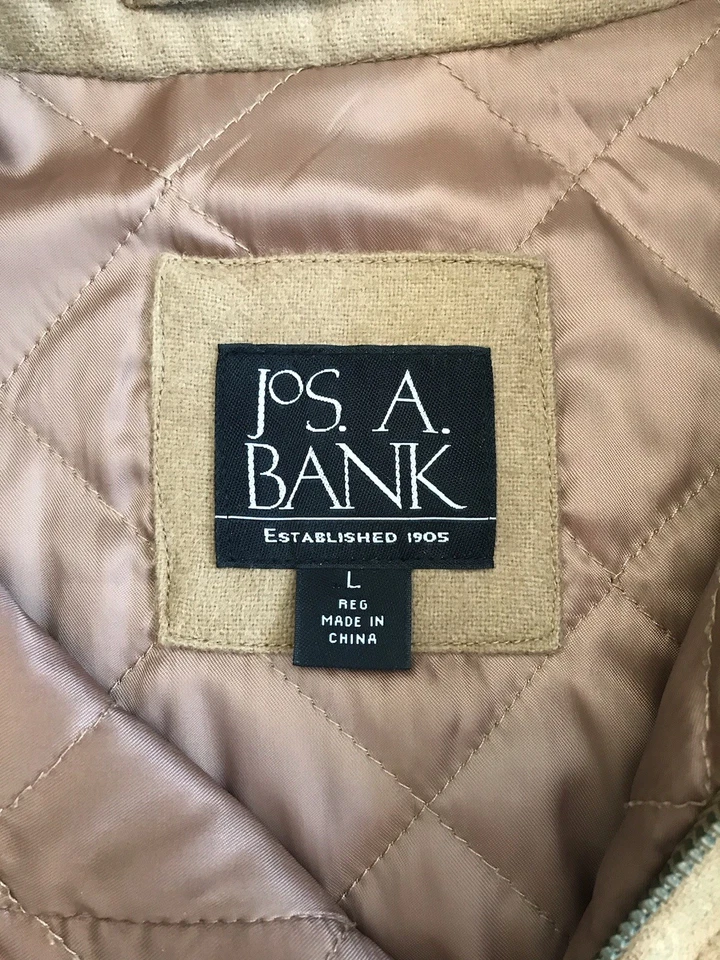 JoS. A.
BANK
ESTABLISHED 1905
L
REG
MADE IN
CHINA